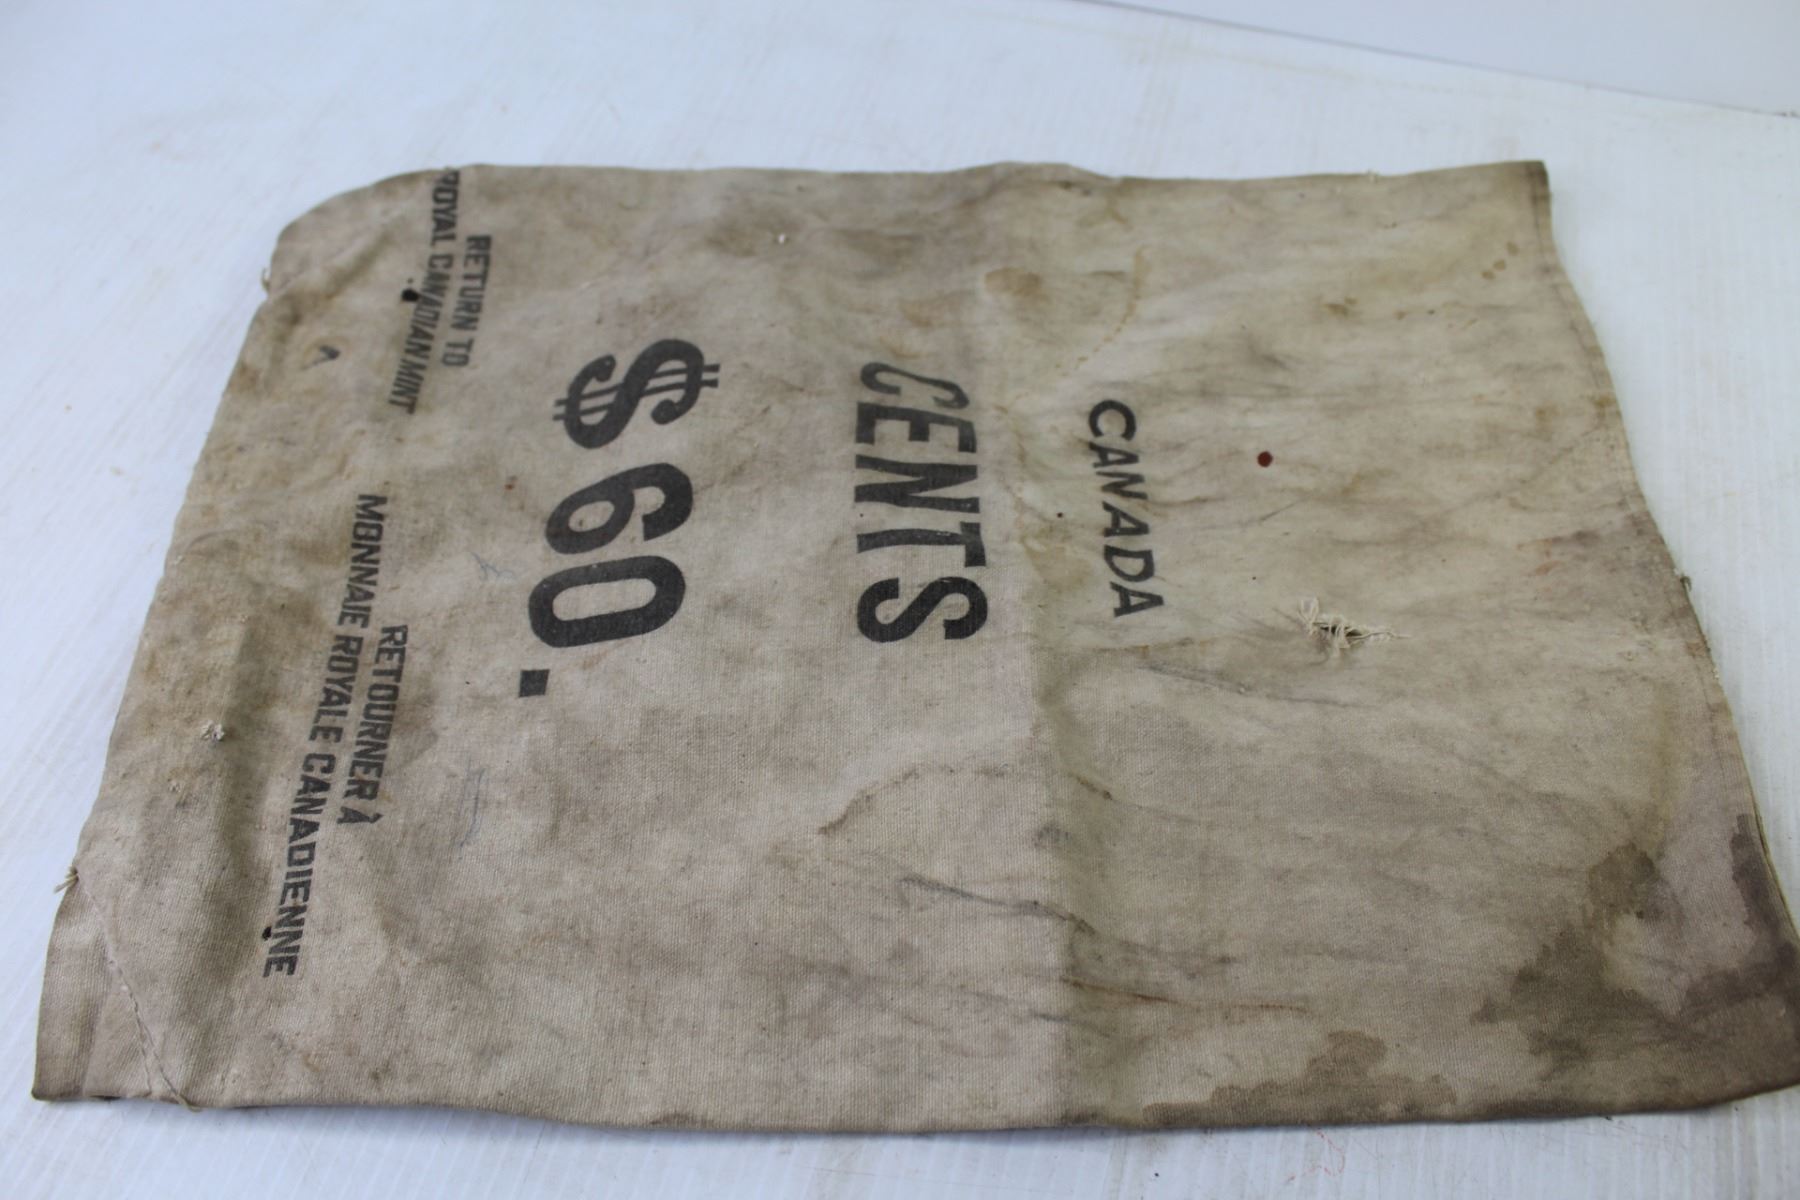 CANADA
CENTS
$60.
RETURN TO
ROYAL CANADIAN MINT
RETOURNER À
MONNAIE ROYALE CANADIENNE